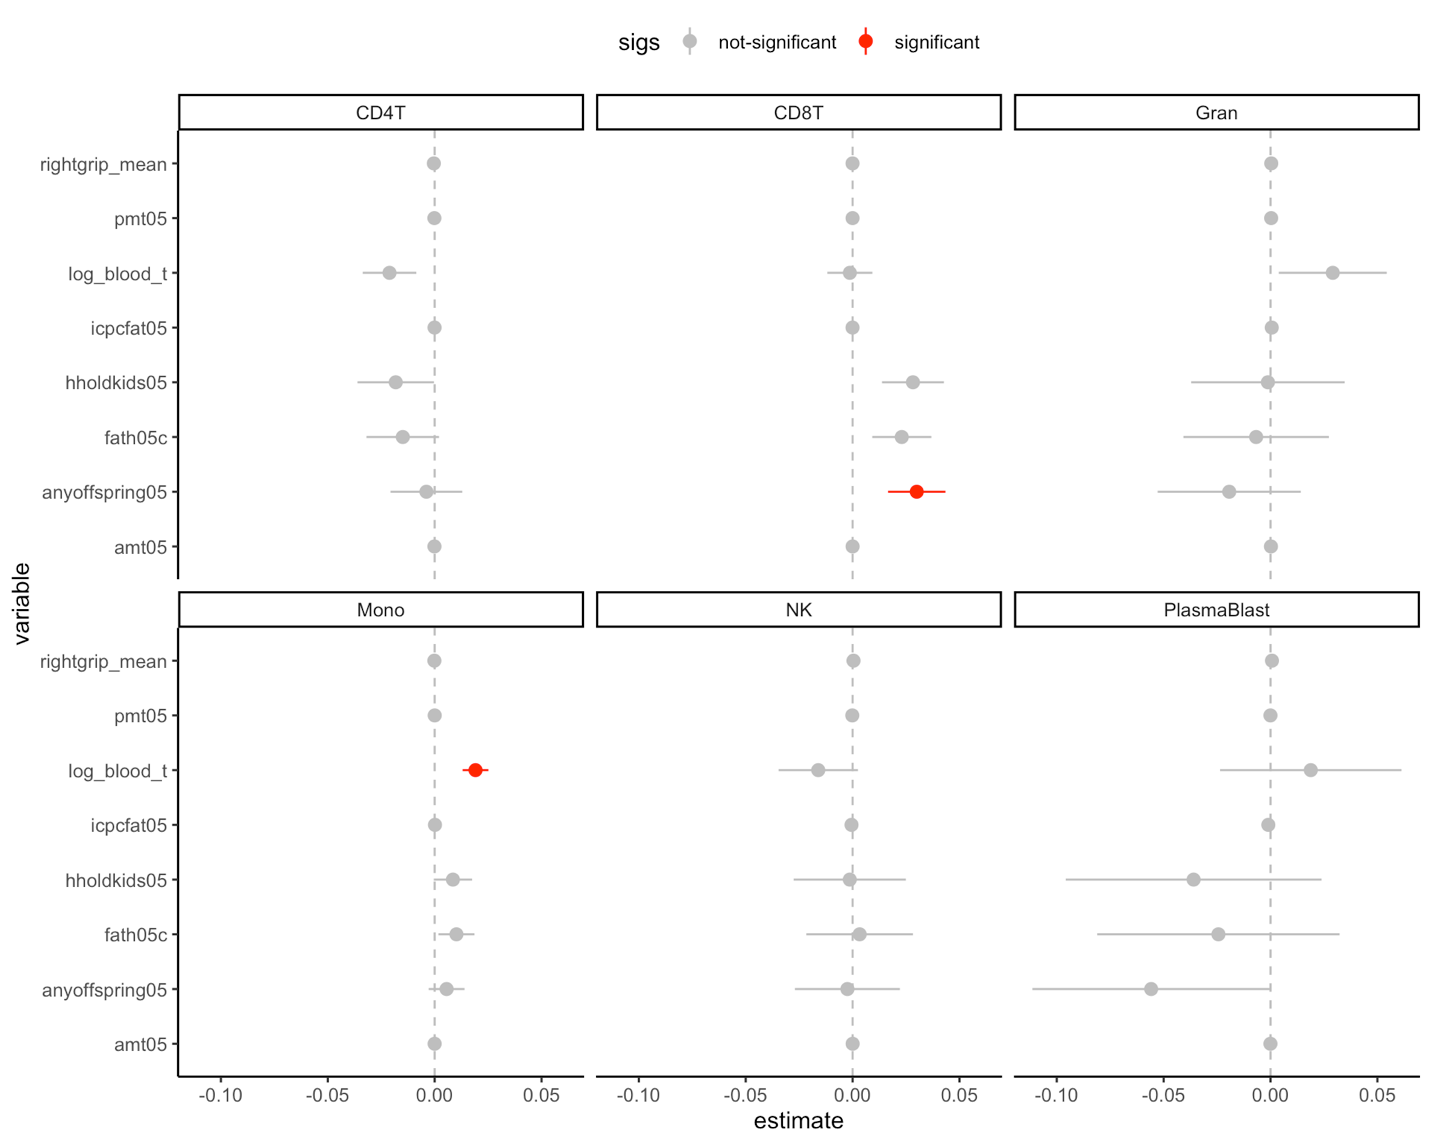 sigs not-significant significant
CD4T CD8T Gran
rightgrip_mean
pmt05
log_blood_t
icpcfat05
hholdkids05
fath05c
anyoffspring05
amt05
variable
Mono NK PlasmaBlast
rightgrip_mean
pmt05
log_blood_t
icpcfat05
hholdkids05
fath05c
anyoffspring05
amt05
-0.10 -0.05 0.00 0.05 -0.10 -0.05 0.00 0.05 -0.10 -0.05 0.00 0.05
estimate